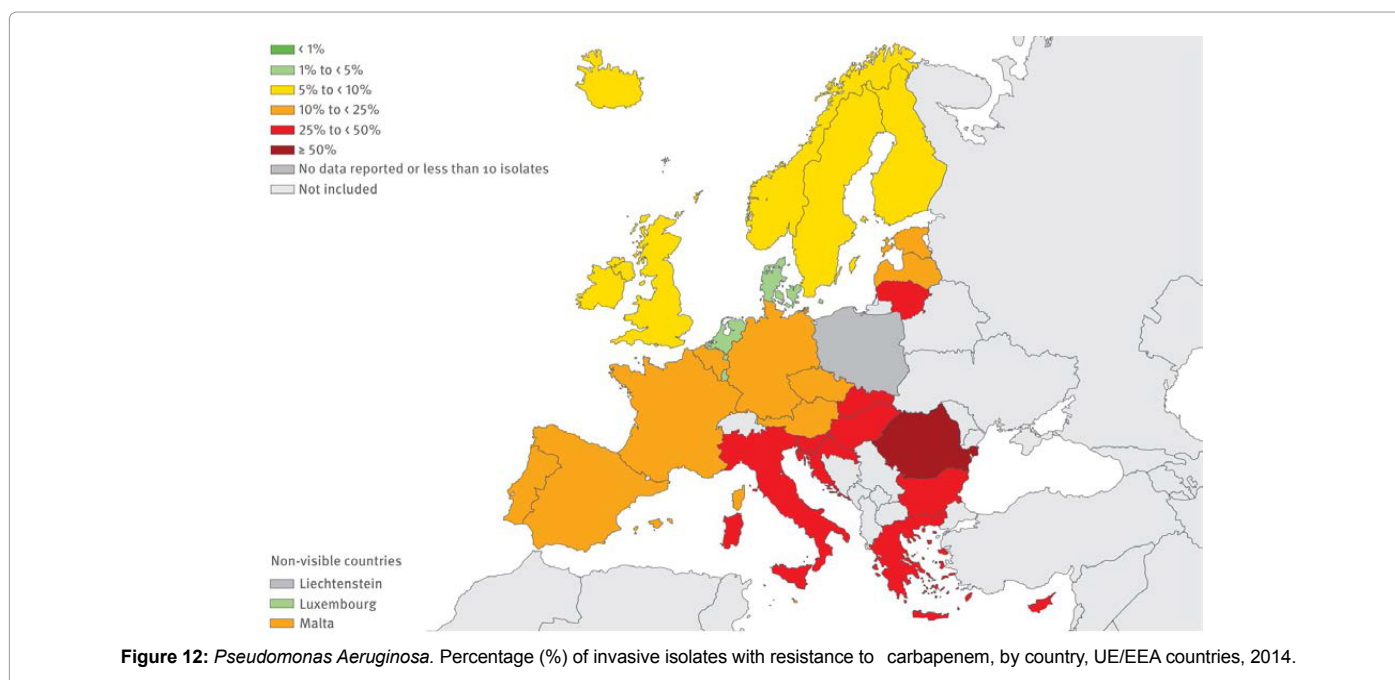 < 1%
1% to < 5%
5% to < 10%
10% to < 25%
25% to < 50%
≥ 50%
No data reported or less than 10 isolates
Not included
Non-visible countries
Liechtenstein
Luxembourg
Malta
Figure 12: Pseudomonas Aeruginosa. Percentage (%) of invasive isolates with resistance to carbapenem, by country, UE/EEA countries, 2014.